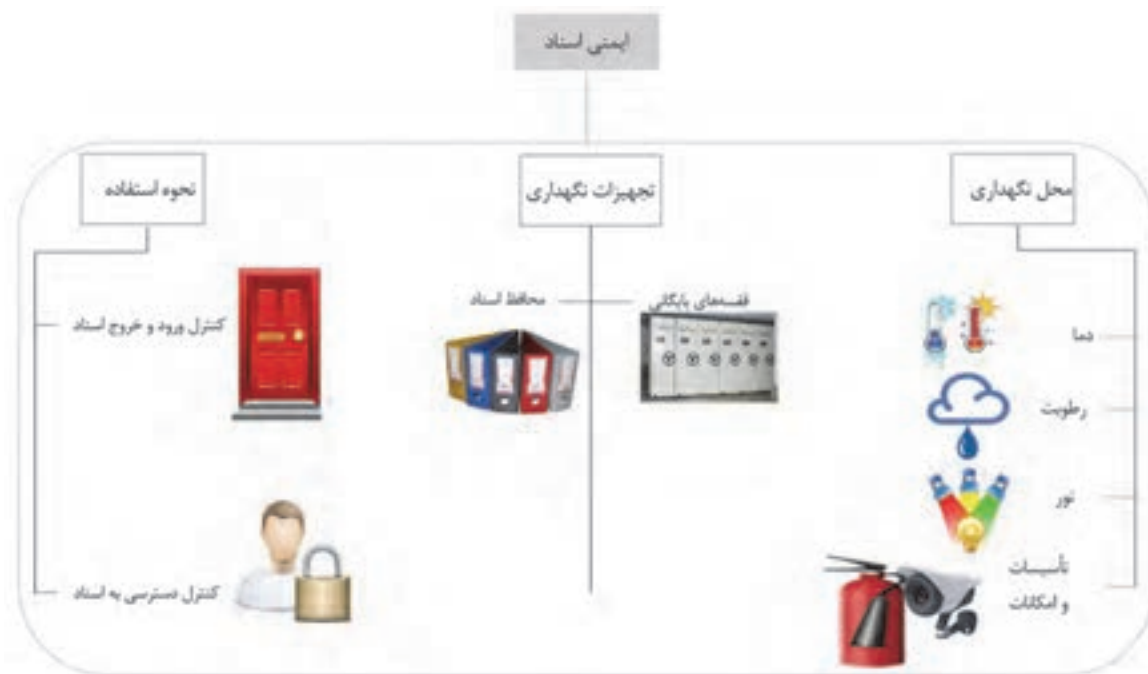 ایمنی اسناد
محل نگهداری
دما
رطوبت
نور
تأسیسات
و امکانات
تجهیزات نگهداری
قفسه‌های بایگانی
محافظ اسناد
نحوه استفاده
کنترل ورود و خروج اسناد
کنترل دسترسی به اسناد